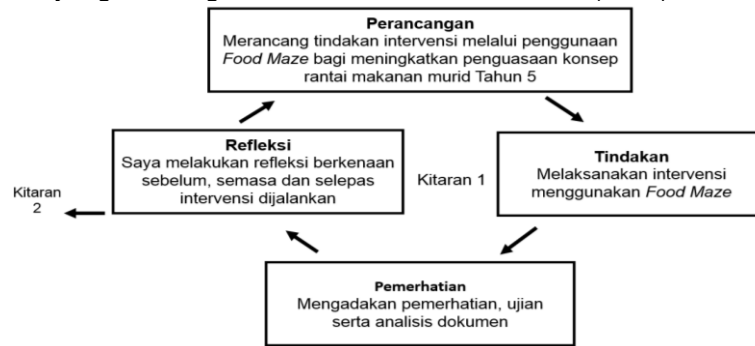 Perancangan
Merancang tindakan intervensi melalui penggunaan
Food Maze bagi meningkatkan penguasaan konsep
rantai makanan murid Tahun 5
Refleksi
Saya melakukan refleksi berkenaan
sebelum, semasa dan selepas
intervensi dijalankan
Kitaran 1
Tindakan
Melaksanakan intervensi
menggunakan Food Maze
Kitaran
2
Pemerhatian
Mengadakan pemerhatian, ujian
serta analisis dokumen